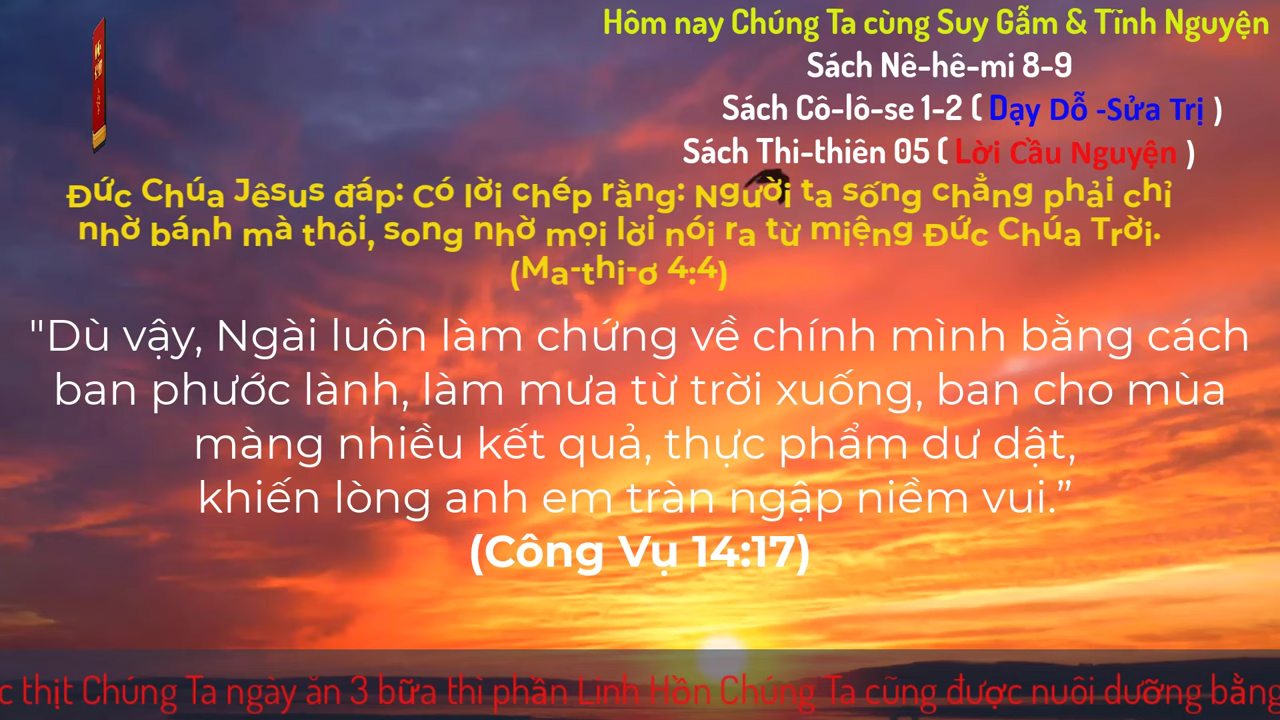 Hôm nay Chúng Ta cùng Suy Gẫm & Tĩnh Nguyện
Sách Nê-hê-mi 8-9
Sách Cô-lô-se 1-2 ( Dạy Dỗ -Sửa Trị )
Sách Thi-thiên 05 ( Lời Cầu Nguyện )
Đức Chúa Jêsus đáp: Có lời chép rằng: Người ta sống chẳng phải chỉ
nhờ bánh mà thôi, song nhờ mọi lời nói ra từ miệng Đức Chúa Trời.
(Ma-thi-ơ 4:4)
"Dù vậy, Ngài luôn làm chứng về chính mình bằng cách
ban phước lành, làm mưa từ trời xuống, ban cho mùa
màng nhiều kết quả, thực phẩm dư dật,
khiến lòng anh em tràn ngập niềm vui.”
(Công Vụ 14:17)
c thịt Chúng Ta ngày ăn 3 bữa thì phần Linh Hồn Chúng Ta cũng được nuôi dưỡng bằng